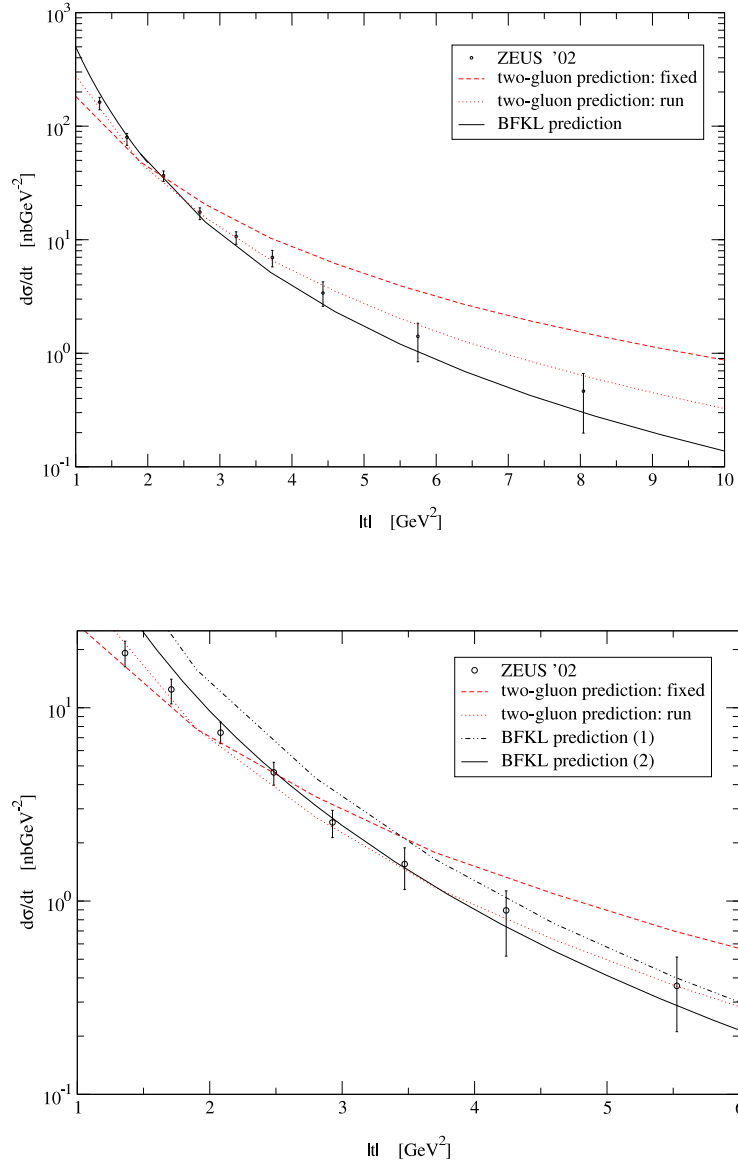 10^3
10^2
10^1
10^0
10^-1
dσ/dt [nbGeV^-2]
ZEUS '02
two-gluon prediction: fixed
two-gluon prediction: run
BFKL prediction
1 2 3 4 5 6 7 8 9 10
|t| [GeV^2]
10^1
10^0
10^-1
dσ/dt [nbGeV^-2]
ZEUS '02
two-gluon prediction: fixed
two-gluon prediction: run
BFKL prediction (1)
BFKL prediction (2)
1 2 3 4 5 6
|t| [GeV^2]